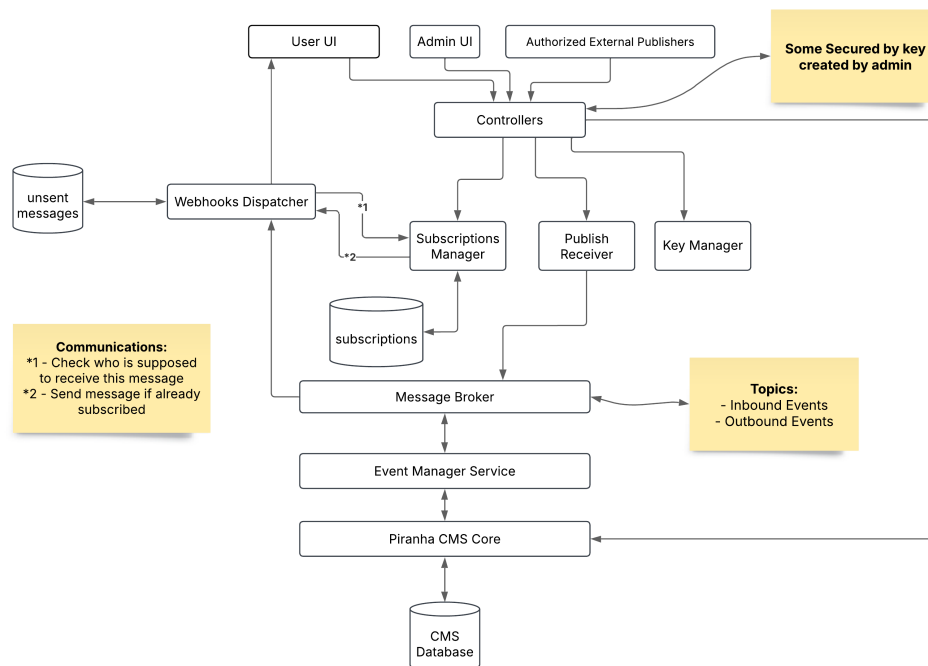 User UI
Admin UI
Authorized External Publishers
Some Secured by key
created by admin
Controllers
unsent
messages
Webhooks Dispatcher
*1
*2
Subscriptions
Manager
Publish
Receiver
Key Manager
subscriptions
Communications:
*1 - Check who is supposed
to receive this message
*2 - Send message if already
subscribed
Message Broker
Topics:
- Inbound Events
- Outbound Events
Event Manager Service
Piranha CMS Core
CMS
Database